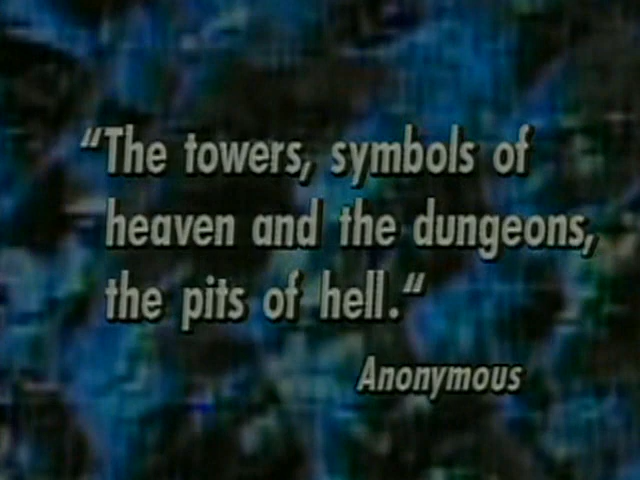 “The towers, symbols of
heaven and the dungeons,
the pits of hell.“
Anonymous